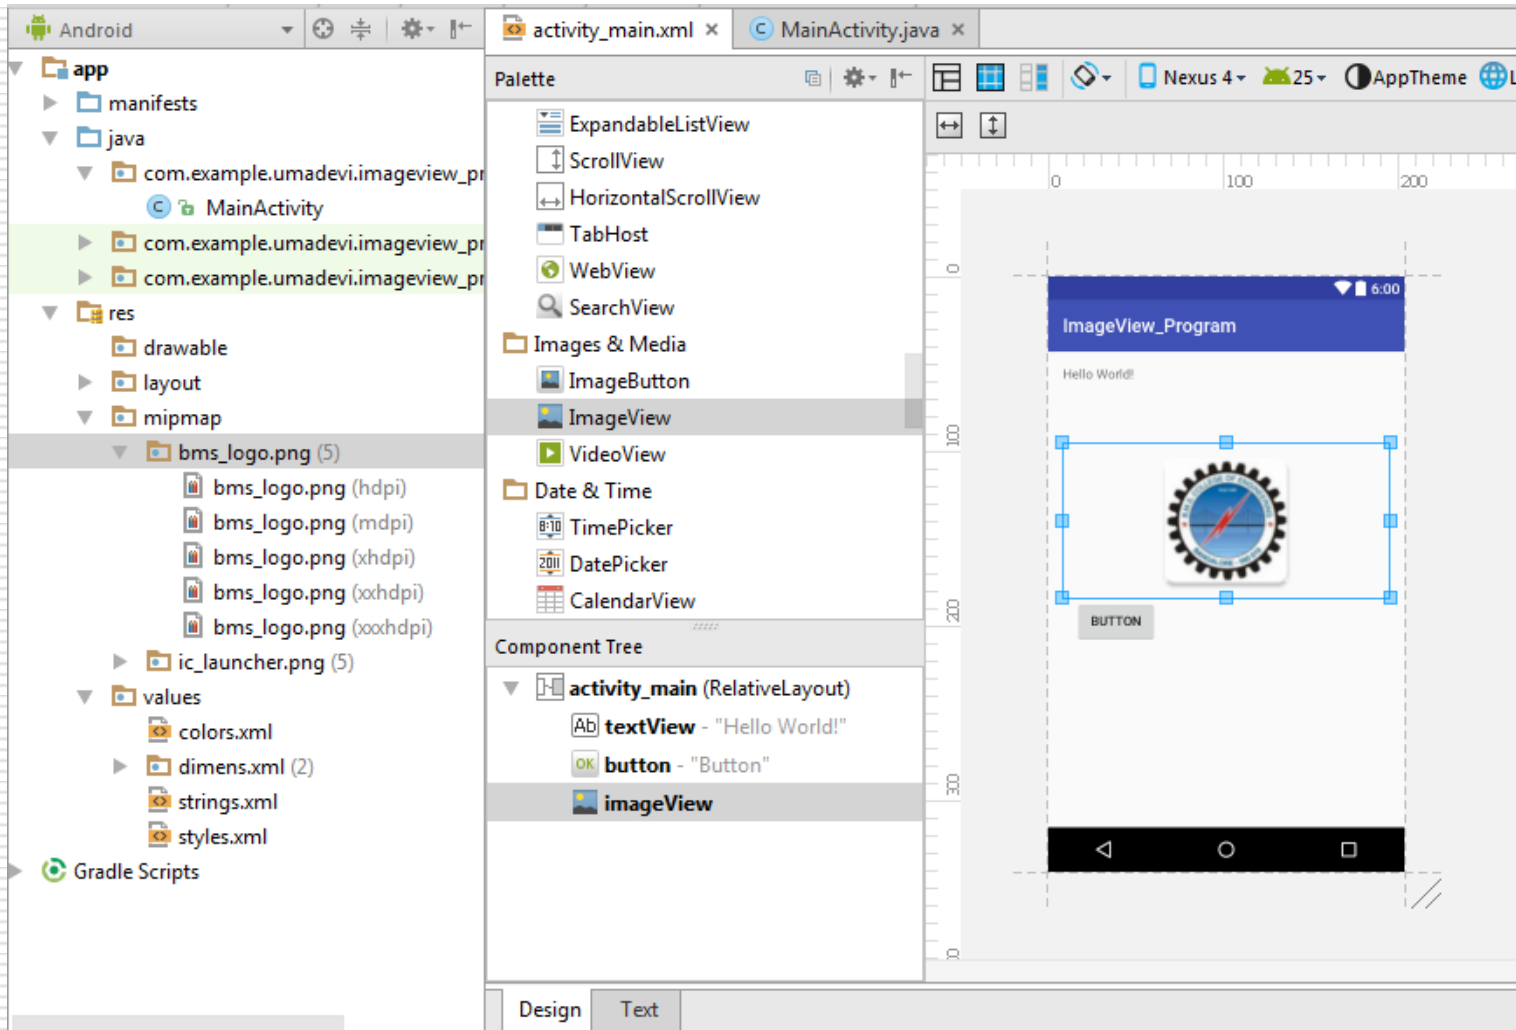 Android
app
manifests
java
com.example.umadevi.imageview_pr
MainActivity
com.example.umadevi.imageview_pr
com.example.umadevi.imageview_pr
res
drawable
layout
mipmap
bms_logo.png (5)
bms_logo.png (hdpi)
bms_logo.png (mdpi)
bms_logo.png (xhdpi)
bms_logo.png (xxhdpi)
bms_logo.png (xxxhdpi)
ic_launcher.png (5)
values
colors.xml
dimens.xml (2)
strings.xml
styles.xml
Gradle Scripts
activity_main.xml
MainActivity.java
Palette
ExpandableListView
ScrollView
HorizontalScrollView
TabHost
WebView
SearchView
Images & Media
ImageButton
ImageView
VideoView
Date & Time
TimePicker
DatePicker
CalendarView
Component Tree
activity_main (RelativeLayout)
Ab textView - "Hello World!"
OK button - "Button"
imageView
Nexus 4
25
AppTheme
L
0 100 200
0
100
200
300
6:00
ImageView_Program
Hello World!
BUTTON
Design Text